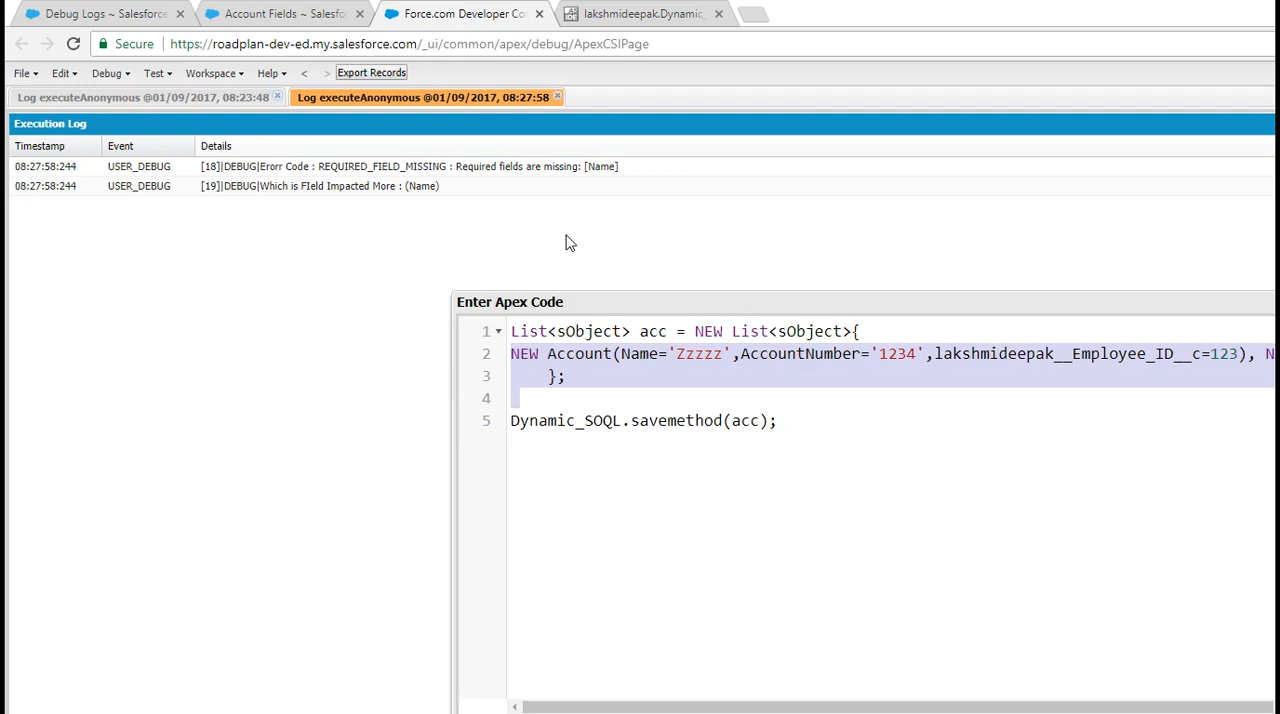 Debug Logs ~ Salesforce
Account Fields ~ Salesfo
Force.com Developer Co
lakshmideepak.Dynamic_
Secure
https://roadplan-dev-ed.my.salesforce.com/_ui/common/apex/debug/ApexCSIPage
File Edit Debug Test Workspace Help < > Export Records
Log executeAnonymous @01/09/2017, 08:23:48
Log executeAnonymous @01/09/2017, 08:27:58
Execution Log
Timestamp Event Details
08:27:58:244 USER_DEBUG [18]|DEBUG|Erorr Code : REQUIRED_FIELD_MISSING : Required fields are missing: [Name]
08:27:58:244 USER_DEBUG [19]|DEBUG|Which is FIeld Impacted More : (Name)
Enter Apex Code
1 List<sObject> acc = NEW List<sObject>{
2 NEW Account(Name='Zzzzz',AccountNumber='1234',lakshmideepak__Employee_ID__c=123), N
3 };
4
5 Dynamic_SOQL.savemethod(acc);